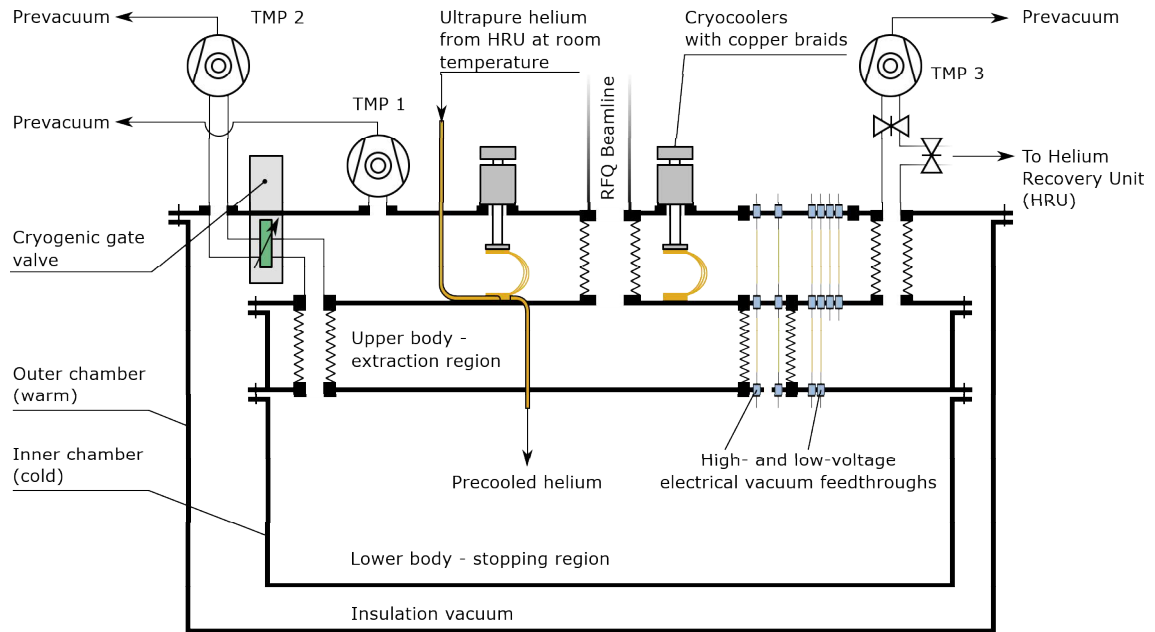 Prevacuum
TMP 2
Ultrapure helium
from HRU at room
temperature
Cryocoolers
with copper braids
Prevacuum
TMP 3
Prevacuum
TMP 1
RFQ Beamline
To Helium
Recovery Unit
(HRU)
Cryogenic gate
valve
Upper body -
extraction region
Outer chamber
(warm)
Inner chamber
(cold)
Precooled helium
High- and low-voltage
electrical vacuum feedthroughs
Lower body - stopping region
Insulation vacuum